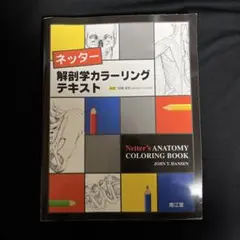 ネッター
解剖学カラーリング
テキスト
Netter's ANATOMY
COLORING BOOK
JOHN T. HANSEN
南江堂